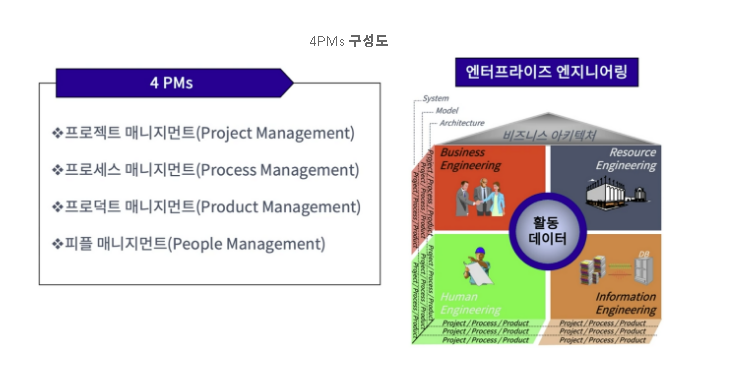 4PMs 구성도
4 PMs
❖프로젝트 매니지먼트(Project Management)
❖프로세스 매니지먼트(Process Management)
❖프로덕트 매니지먼트(Product Management)
❖피플 매니지먼트(People Management)
엔터프라이즈 엔지니어링
System
Model
Architecture
비즈니스 아키텍처
Business
Engineering
Resource
Engineering
활동
데이터
DB
Human
Engineering
Information
Engineering
Project / Process / Product
Project / Process / Product
Project / Process / Product
Project / Process / Product
Project / Process / Product
Project / Process / Product
Project / Process / Product
Project / Process / Product
Project / Process / Product
Project / Process / Product
Project / Process / Product
Project / Process / Product